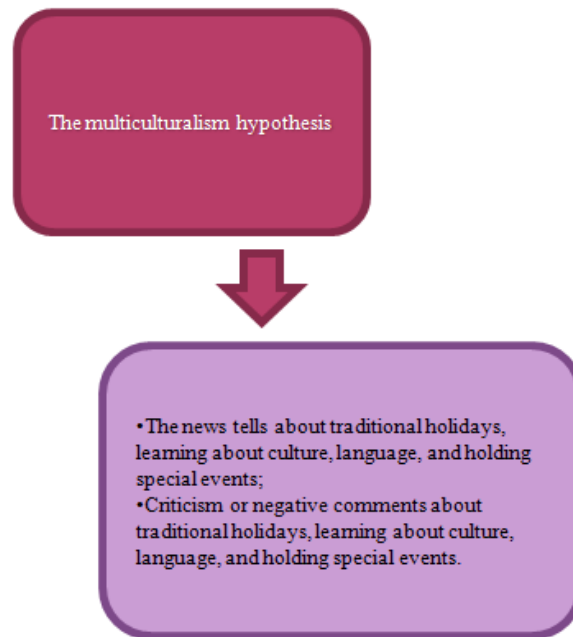 The multiculturalism hypothesis
•The news tells about traditional holidays,
learning about culture, language, and holding
special events;
•Criticism or negative comments about
traditional holidays, learning about culture,
language, and holding special events.